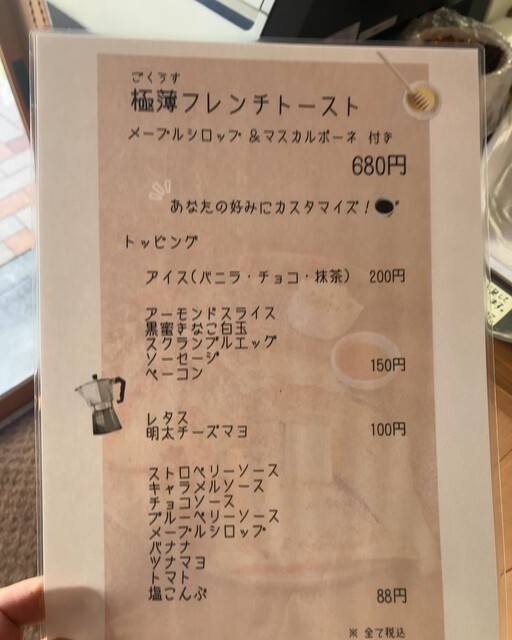 ごくうす
極薄フレンチトースト
メープルシロップ &マスカルポーネ 付き
680円
あなたの好みにカスタマイズ！
トッピング
アイス(バニラ・チョコ・抹茶) 200円
アーモンドスライス
黒蜜きなこ白玉
スクランブルエッグ
ソーセージ
ベーコン 150円
レタス
明太チーズマヨ 100円
ストロベリーソース
キャラメルソース
チョコソース
ブルーベリーソース
メープルシロップ
バナナ
ツナマヨ
トマト
塩こんぶ 88円
※ 全て税込